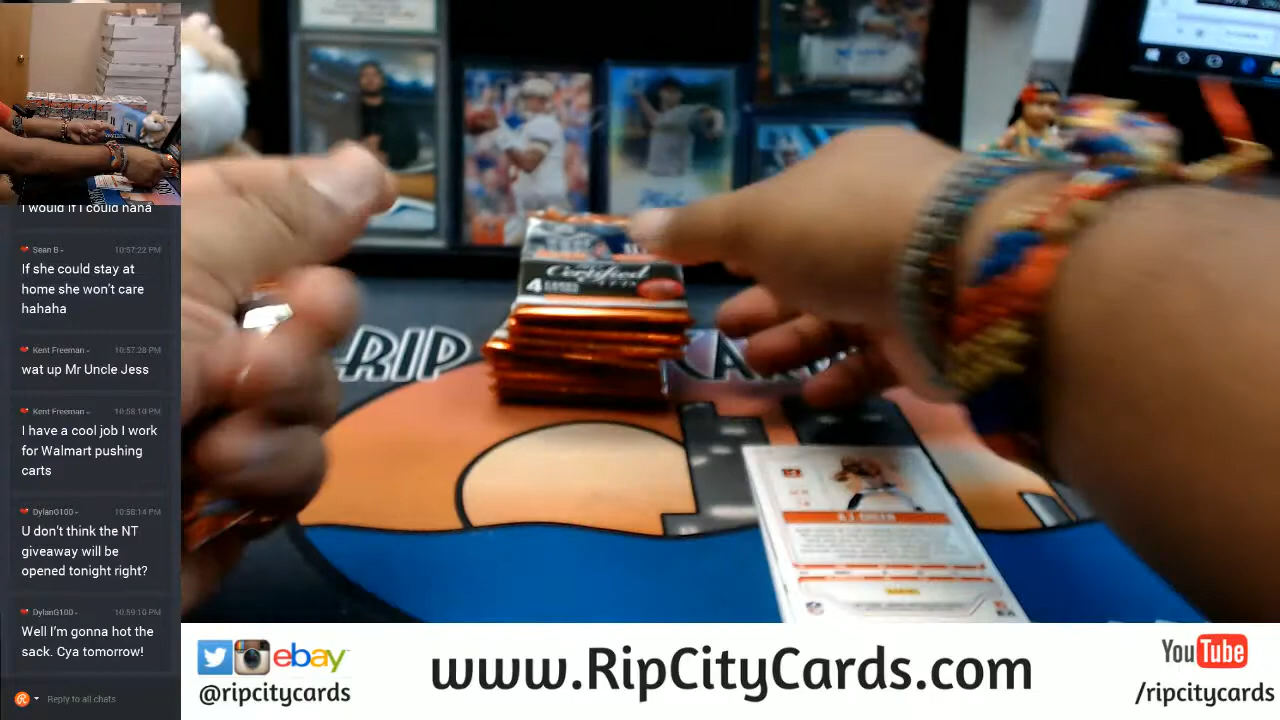 I would if I could haha
Sean B
10:57:22 PM
If she could stay at
home she won't care
hahaha
Kent Freeman
10:57:28 PM
wat up Mr Uncle Jess
Kent Freeman
10:58:10 PM
I have a cool job I work
for Walmart pushing
carts
DylanG100
10:58:14 PM
U don't think the NT
giveaway will be
opened tonight right?
DylanG100
10:59:10 PM
Well I'm gonna hot the
sack. Cya tomorrow!
Reply to all chats
Certified
4 CARDS
RIP
ebay
@ripcitycards
www.RipCityCards.com
YouTube
/ripcitycards